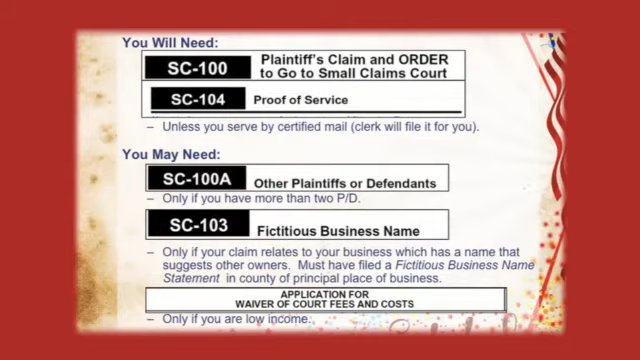 You Will Need:
SC-100 Plaintiff's Claim and ORDER
to Go to Small Claims Court
SC-104 Proof of Service
– Unless you serve by certified mail (clerk will file it for you).
You May Need:
SC-100A Other Plaintiffs or Defendants
– Only if you have more than two P/D.
SC-103 Fictitious Business Name
– Only if your claim relates to your business which has a name that
suggests other owners. Must have filed a Fictitious Business Name
Statement in county of principal place of business.
APPLICATION FOR
WAIVER OF COURT FEES AND COSTS
– Only if you are low income.